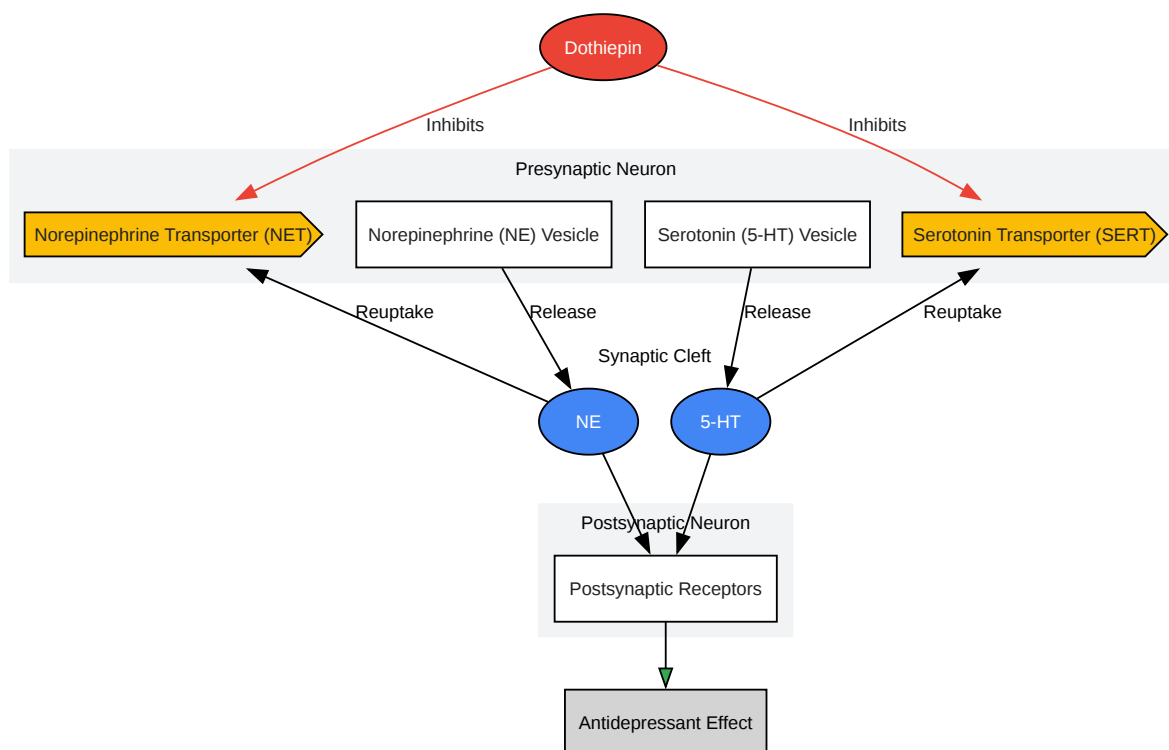 Dothiepin
Inhibits
Inhibits
Presynaptic Neuron
Norepinephrine Transporter (NET)
Norepinephrine (NE) Vesicle
Serotonin (5-HT) Vesicle
Serotonin Transporter (SERT)
Reuptake
Release
Release
Reuptake
Synaptic Cleft
NE
5-HT
Postsynaptic Neuron
Postsynaptic Receptors
Antidepressant Effect